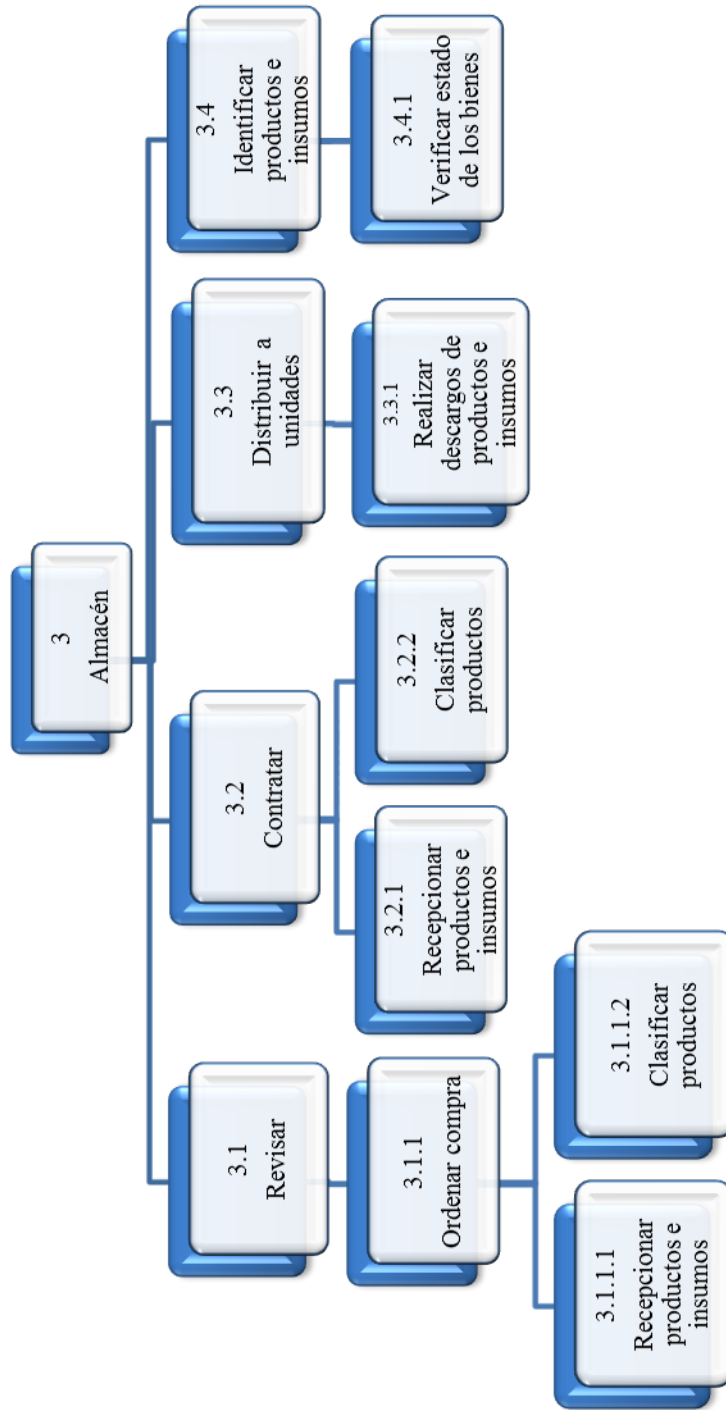 3
Almacén
3.1
Revisar
3.2
Contratar
3.3
Distribuir a
unidades
3.4
Identificar
productos e
insumos
3.1.1
Ordenar compra
3.2.1
Recepcionar
productos e
insumos
3.2.2
Clasificar
productos
3.3.1
Realizar
descargos de
productos e
insumos
3.4.1
Verificar estado
de los bienes
3.1.1.1
Recepcionar
productos e
insumos
3.1.1.2
Clasificar
productos